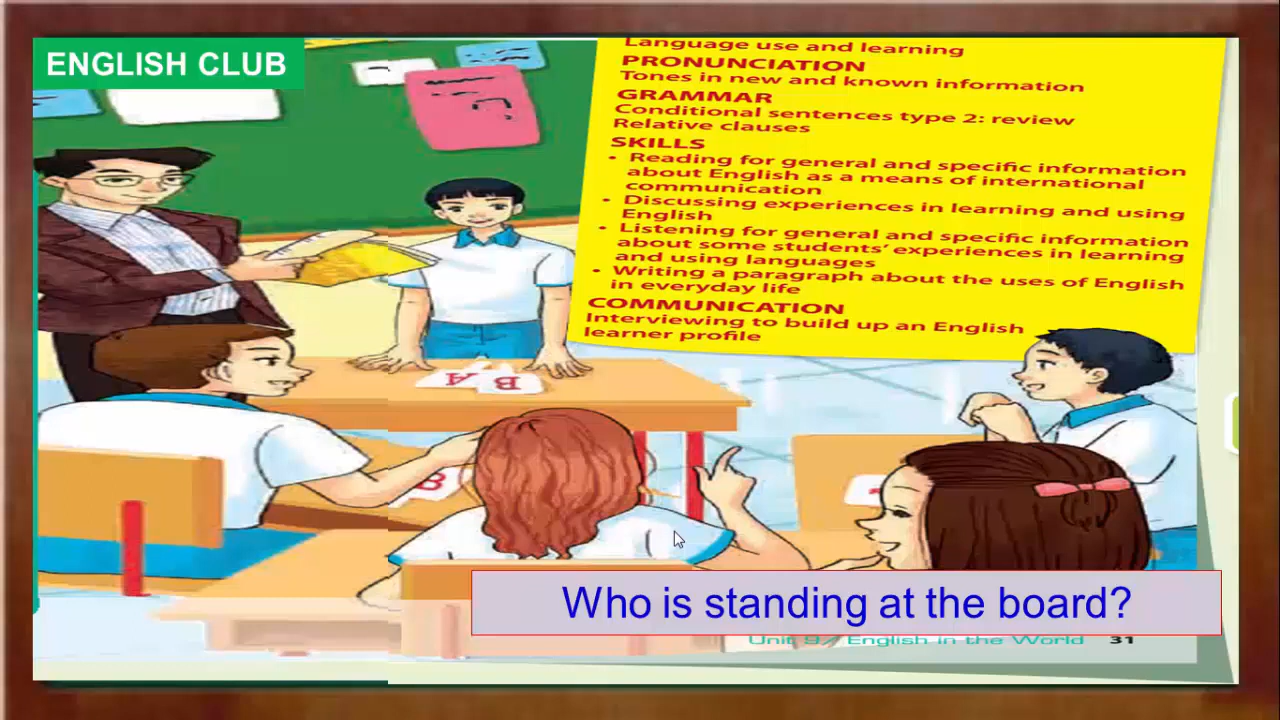 ENGLISH CLUB
Language use and learning
PRONUNCIATION
Tones in new and known information
GRAMMAR
Conditional sentences type 2: review
Relative clauses
SKILLS
• Reading for general and specific information
about English as a means of international
communication
• Discussing experiences in learning and using
English
• Listening for general and specific information
about some students' experiences in learning
and using languages
• Writing a paragraph about the uses of English
in everyday life
COMMUNICATION
Interviewing to build up an English
learner profile
A B
B
Who is standing at the board?
Unit 9 / English in the World 31